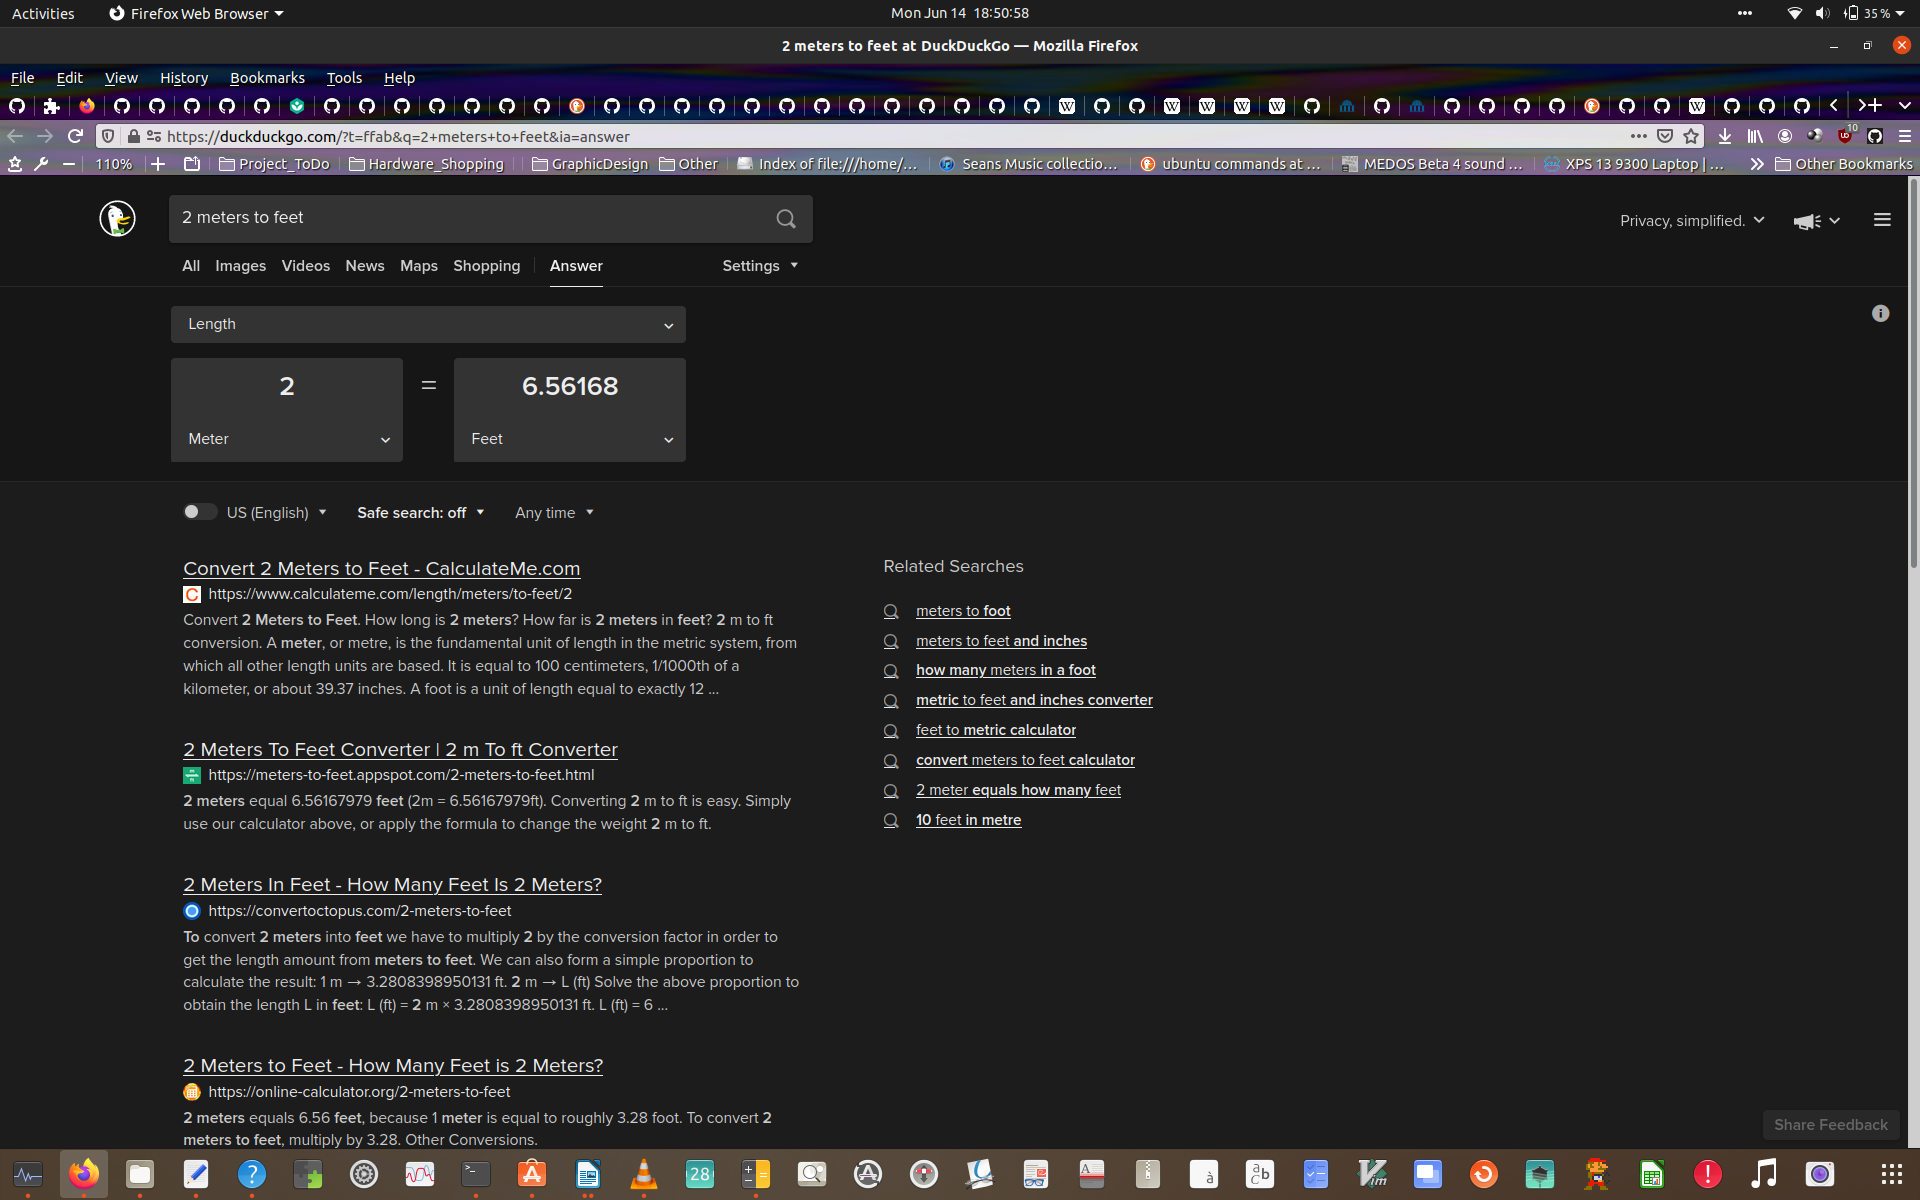 Activities
Firefox Web Browser
Mon Jun 14 18:50:58
35 %
2 meters to feet at DuckDuckGo — Mozilla Firefox
File Edit View History Bookmarks Tools Help
https://duckduckgo.com/?t=ffab&q=2+meters+to+feet&ia=answer
10
110%
Project_ToDo
Hardware_Shopping
GraphicDesign
Other
Index of file:///home/...
Seans Music collectio...
ubuntu commands at ...
MEDOS Beta 4 sound ...
XPS 13 9300 Laptop | ...
Other Bookmarks
2 meters to feet
Privacy, simplified.
All Images Videos News Maps Shopping Answer
Settings
Length
2
=
6.56168
Meter
Feet
US (English)
Safe search: off
Any time
Convert 2 Meters to Feet - CalculateMe.com
https://www.calculateme.com/length/meters/to-feet/2
Convert 2 Meters to Feet. How long is 2 meters? How far is 2 meters in feet? 2 m to ft
conversion. A meter, or metre, is the fundamental unit of length in the metric system, from
which all other length units are based. It is equal to 100 centimeters, 1/1000th of a
kilometer, or about 39.37 inches. A foot is a unit of length equal to exactly 12 ...
2 Meters To Feet Converter | 2 m To ft Converter
https://meters-to-feet.appspot.com/2-meters-to-feet.html
2 meters equal 6.56167979 feet (2m = 6.56167979ft). Converting 2 m to ft is easy. Simply
use our calculator above, or apply the formula to change the weight 2 m to ft.
2 Meters In Feet - How Many Feet Is 2 Meters?
https://convertoctopus.com/2-meters-to-feet
To convert 2 meters into feet we have to multiply 2 by the conversion factor in order to
get the length amount from meters to feet. We can also form a simple proportion to
calculate the result: 1 m → 3.2808398950131 ft. 2 m → L (ft) Solve the above proportion to
obtain the length L in feet: L (ft) = 2 m × 3.2808398950131 ft. L (ft) = 6 ...
2 Meters to Feet - How Many Feet is 2 Meters?
https://online-calculator.org/2-meters-to-feet
2 meters equals 6.56 feet, because 1 meter is equal to roughly 3.28 foot. To convert 2
meters to feet, multiply by 3.28. Other Conversions.
Related Searches
meters to foot
meters to feet and inches
how many meters in a foot
metric to feet and inches converter
feet to metric calculator
convert meters to feet calculator
2 meter equals how many feet
10 feet in metre
Share Feedback
28